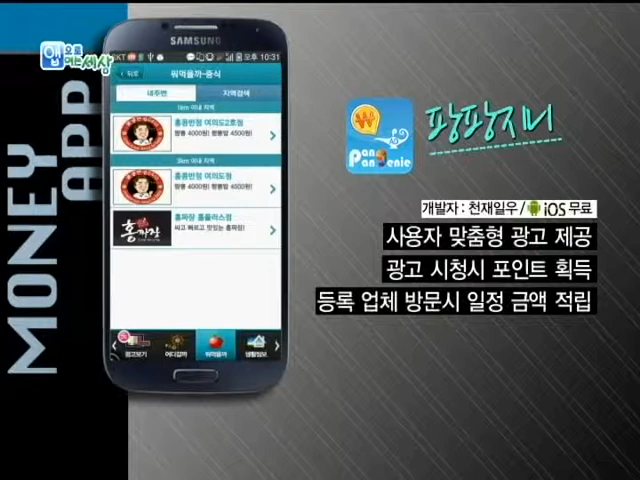 앱으로
여는 세상
MONEY
APP
SAMSUNG
SKT
오후 10:31
뒤로
뭐먹을까-중식
내주변
지역검색
1km 이내 지역
홍콩반점 여의도2호점
짬뽕 4000원! 짬뽕밥 4500원!
3km 이내 지역
홍콩반점 여의도점
짬뽕 4000원! 짬뽕밥 4500원!
홍짜장
홍짜장 홈플러스점
싸고 빠르고 맛있는 홍짜장!
광고보기
어디갈까
뭐먹을까
생활정보
W
Pan Pan Genie
팡팡지니
개발자 : 천재일우 / iOS 무료
사용자 맞춤형 광고 제공
광고 시청시 포인트 획득
등록 업체 방문시 일정 금액 적립